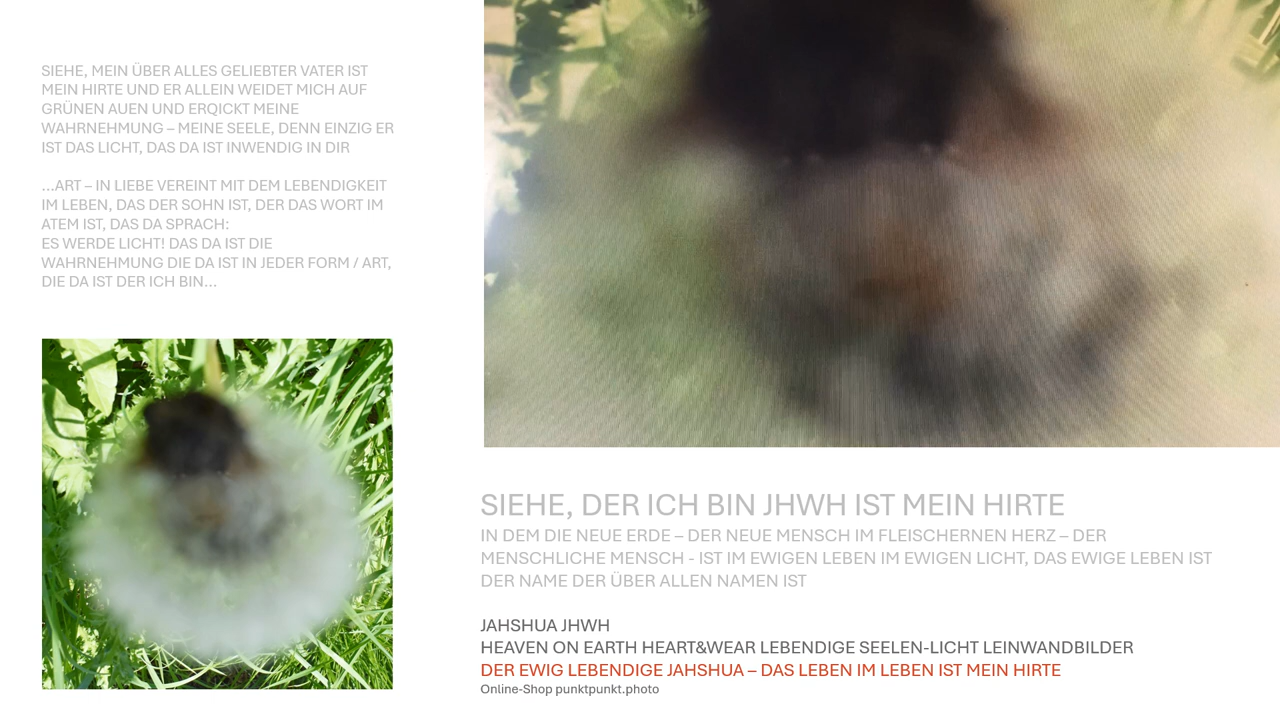 SIEHE, MEIN ÜBER ALLES GELIEBTER VATER IST
MEIN HIRTE UND ER ALLEIN WEIDET MICH AUF
GRÜNEN AUEN UND ERQICKT MEINE
WAHRNEHMUNG – MEINE SEELE, DENN EINZIG ER
IST DAS LICHT, DAS DA IST INWENDIG IN DIR
...ART – IN LIEBE VEREINT MIT DEM LEBENDIGKEIT
IM LEBEN, DAS DER SOHN IST, DER DAS WORT IM
ATEM IST, DAS DA SPRACH:
ES WERDE LICHT! DAS DA IST DIE
WAHRNEHMUNG DIE DA IST IN JEDER FORM / ART,
DIE DA IST DER ICH BIN...
SIEHE, DER ICH BIN JHWH IST MEIN HIRTE
IN DEM DIE NEUE ERDE – DER NEUE MENSCH IM FLEISCHERNEN HERZ – DER
MENSCHLICHE MENSCH - IST IM EWIGEN LEBEN IM EWIGEN LICHT, DAS EWIGE LEBEN IST
DER NAME DER ÜBER ALLEN NAMEN IST
JAHSHUA JHWH
HEAVEN ON EARTH HEART&WEAR LEBENDIGE SEELEN-LICHT LEINWANDBILDER
DER EWIG LEBENDIGE JAHSHUA – DAS LEBEN IM LEBEN IST MEIN HIRTE
Online-Shop punktpunkt.photo